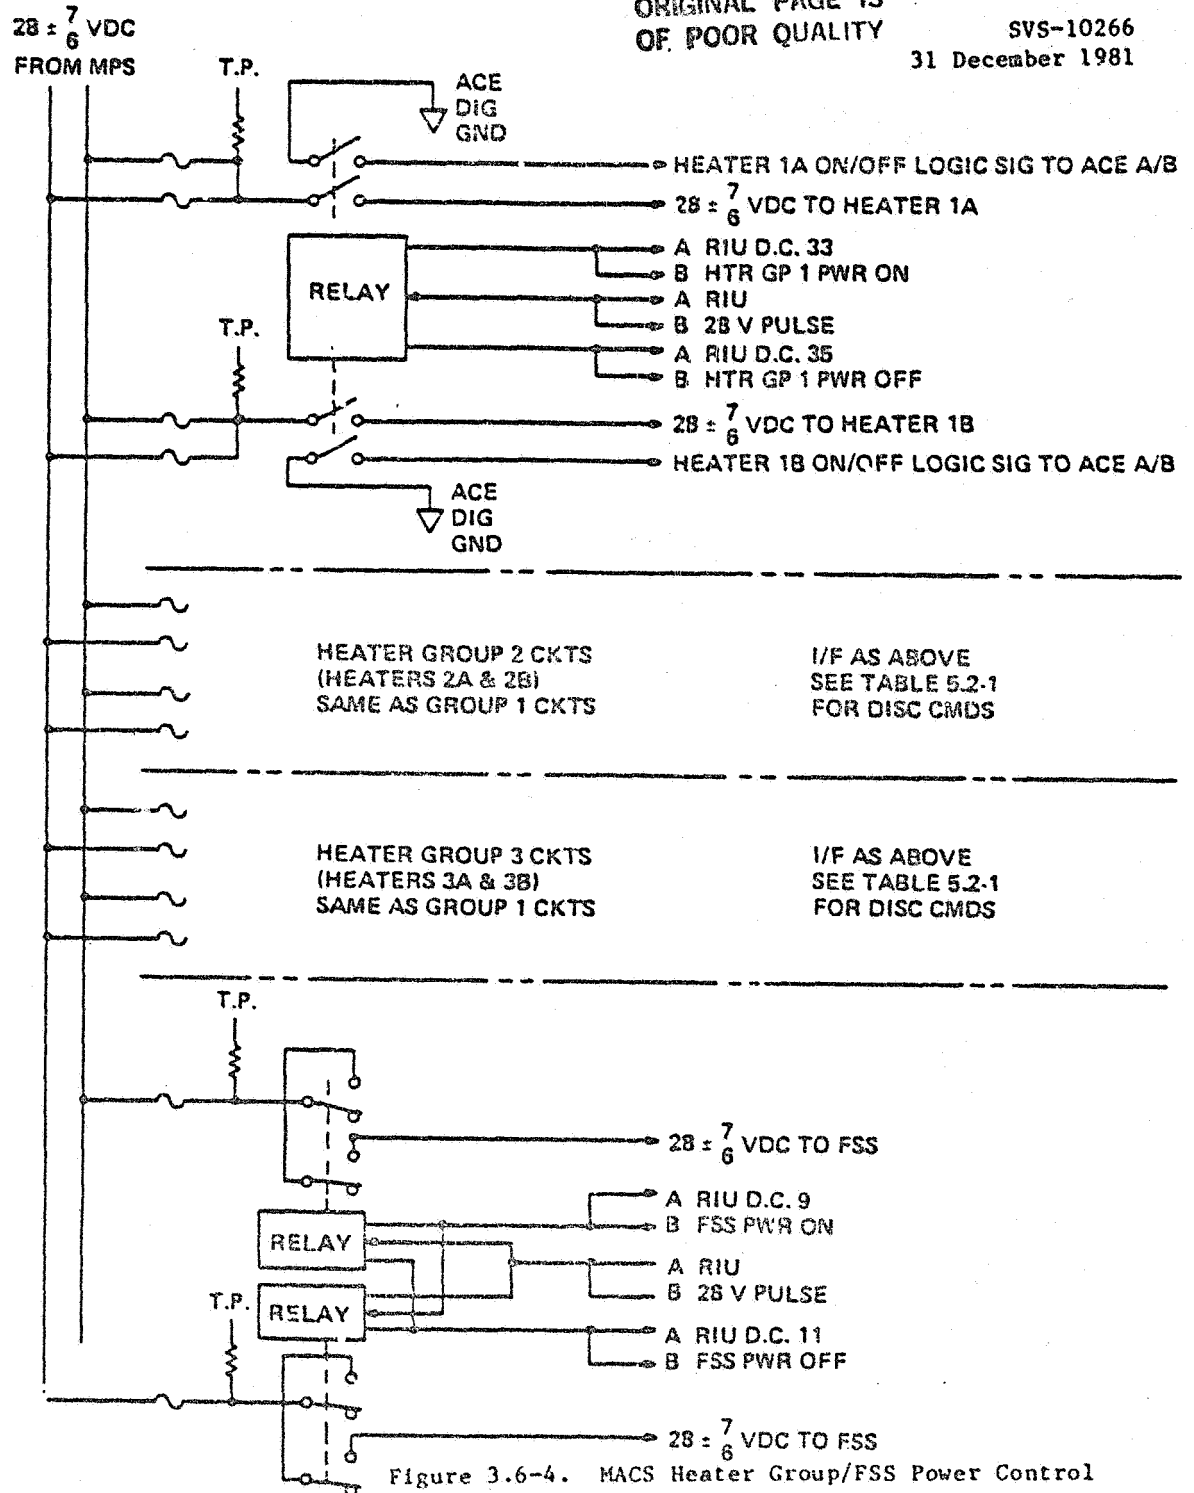 ORIGINAL PAGE IS
OF POOR QUALITY
SVS-10266
31 December 1981
28 ± 7/6 VDC
FROM MPS
T.P.
ACE
DIG
GND
HEATER 1A ON/OFF LOGIC SIG TO ACE A/B
28 ± 7/6 VDC TO HEATER 1A
RELAY
A RIU D.C. 33
B HTR GP 1 PWR ON
A RIU
B 28 V PULSE
A RIU D.C. 35
B HTR GP 1 PWR OFF
T.P.
28 ± 7/6 VDC TO HEATER 1B
HEATER 1B ON/OFF LOGIC SIG TO ACE A/B
ACE
DIG
GND
HEATER GROUP 2 CKTS
(HEATERS 2A & 2B)
SAME AS GROUP 1 CKTS
I/F AS ABOVE
SEE TABLE 5.2-1
FOR DISC CMDS
HEATER GROUP 3 CKTS
(HEATERS 3A & 3B)
SAME AS GROUP 1 CKTS
I/F AS ABOVE
SEE TABLE 5.2-1
FOR DISC CMDS
T.P.
28 ± 7/6 VDC TO FSS
A RIU D.C. 9
B FSS PWR ON
RELAY
A RIU
B 28 V PULSE
T.P.
RELAY
A RIU D.C. 11
B FSS PWR OFF
28 ± 7/6 VDC TO FSS
Figure 3.6-4. MACS Heater Group/FSS Power Control